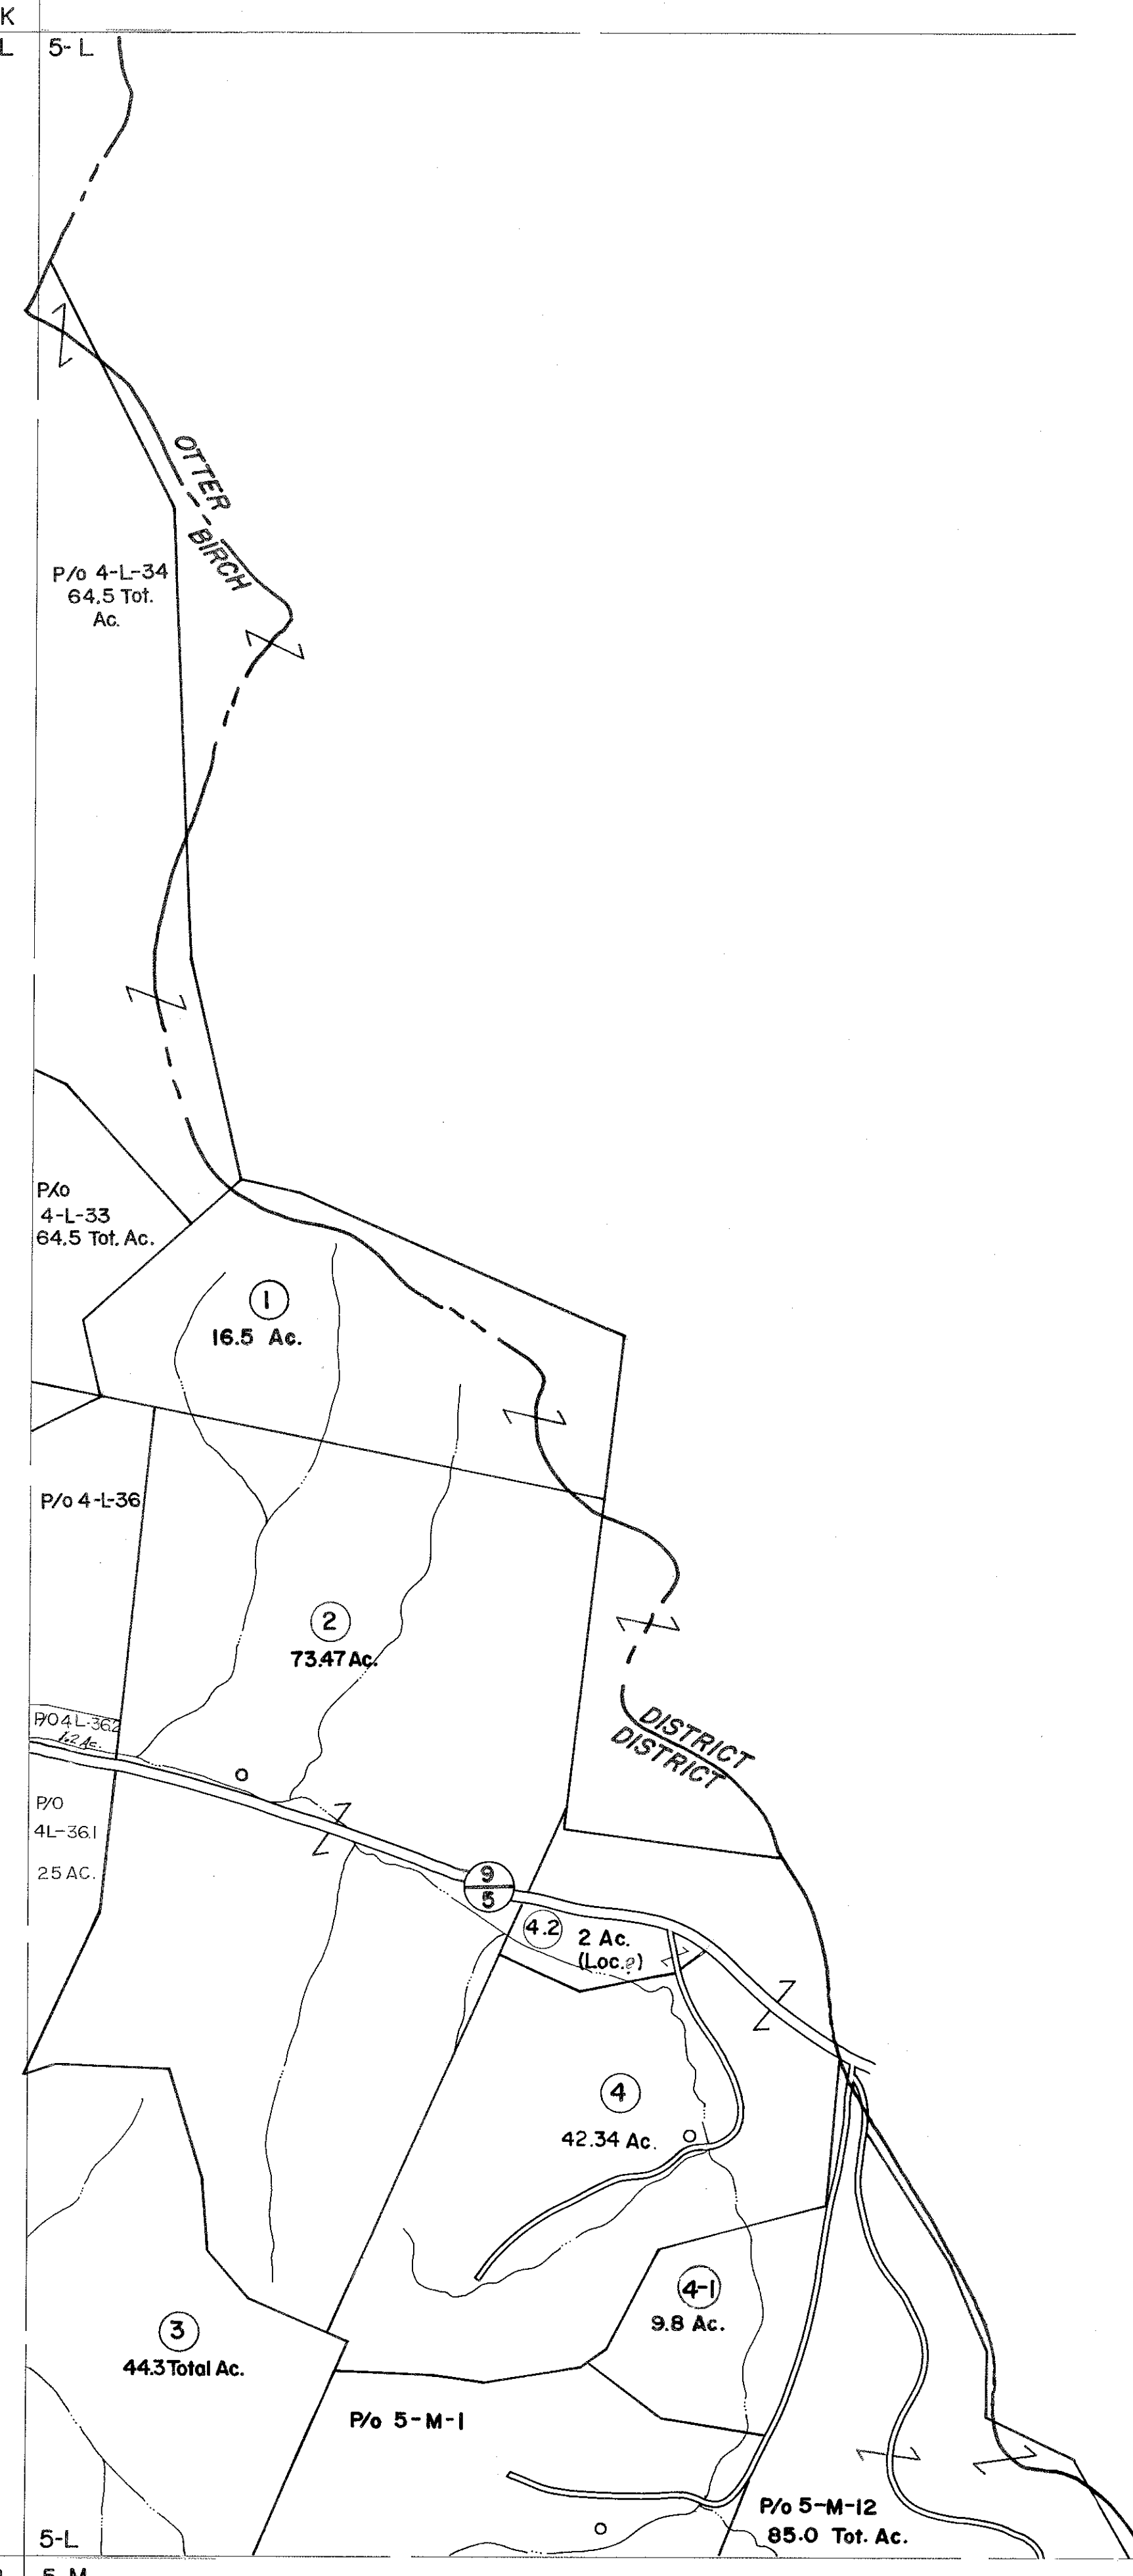 K
L 5-L
OTTER
BIRCH
P/o 4-L-34
64.5 Tot.
Ac.
P/o
4-L-33
64.5 Tot. Ac.
1
16.5 Ac.
P/o 4-L-36
2
73.47 Ac.
P/O 4L-36.2
1.2 Ac.
DISTRICT
DISTRICT
P/O
4L-36.1
25 AC.
9
5
4.2
2 Ac.
(Loc.?)
4
42.34 Ac.
4-1
9.8 Ac.
3
44.3 Total Ac.
P/o 5-M-1
P/o 5-M-12
85.0 Tot. Ac.
5-L
5-M